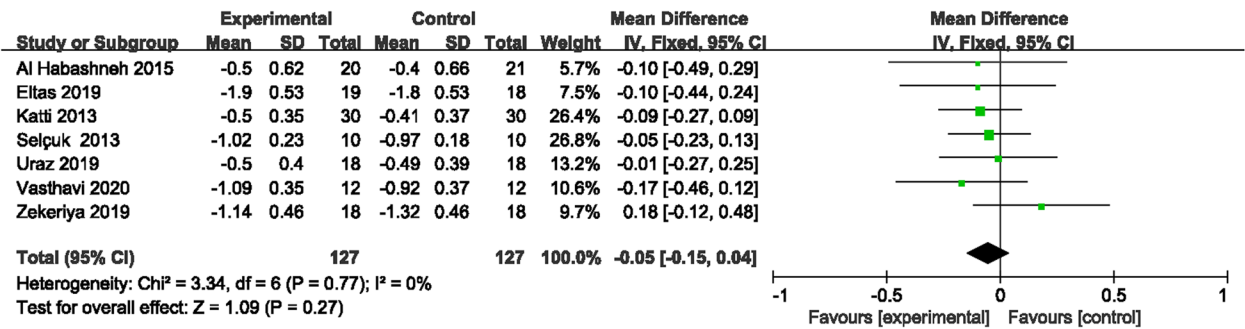 Experimental Control Mean Difference Mean Difference
Study or Subgroup Mean SD Total Mean SD Total Weight IV, Fixed, 95% CI IV, Fixed, 95% CI
Al Habashneh 2015 -0.5 0.62 20 -0.4 0.66 21 5.7% -0.10 [-0.49, 0.29]
Eltas 2019 -1.9 0.53 19 -1.8 0.53 18 7.5% -0.10 [-0.44, 0.24]
Katti 2013 -0.5 0.35 30 -0.41 0.37 30 26.4% -0.09 [-0.27, 0.09]
Selçuk 2013 -1.02 0.23 10 -0.97 0.18 10 26.8% -0.05 [-0.23, 0.13]
Uraz 2019 -0.5 0.4 18 -0.49 0.39 18 13.2% -0.01 [-0.27, 0.25]
Vasthavi 2020 -1.09 0.35 12 -0.92 0.37 12 10.6% -0.17 [-0.46, 0.12]
Zekeriya 2019 -1.14 0.46 18 -1.32 0.46 18 9.7% 0.18 [-0.12, 0.48]
Total (95% CI) 127 127 100.0% -0.05 [-0.15, 0.04]
Heterogeneity: Chi² = 3.34, df = 6 (P = 0.77); I² = 0%
Test for overall effect: Z = 1.09 (P = 0.27)
-1 -0.5 0 0.5 1
Favours [experimental] Favours [control]